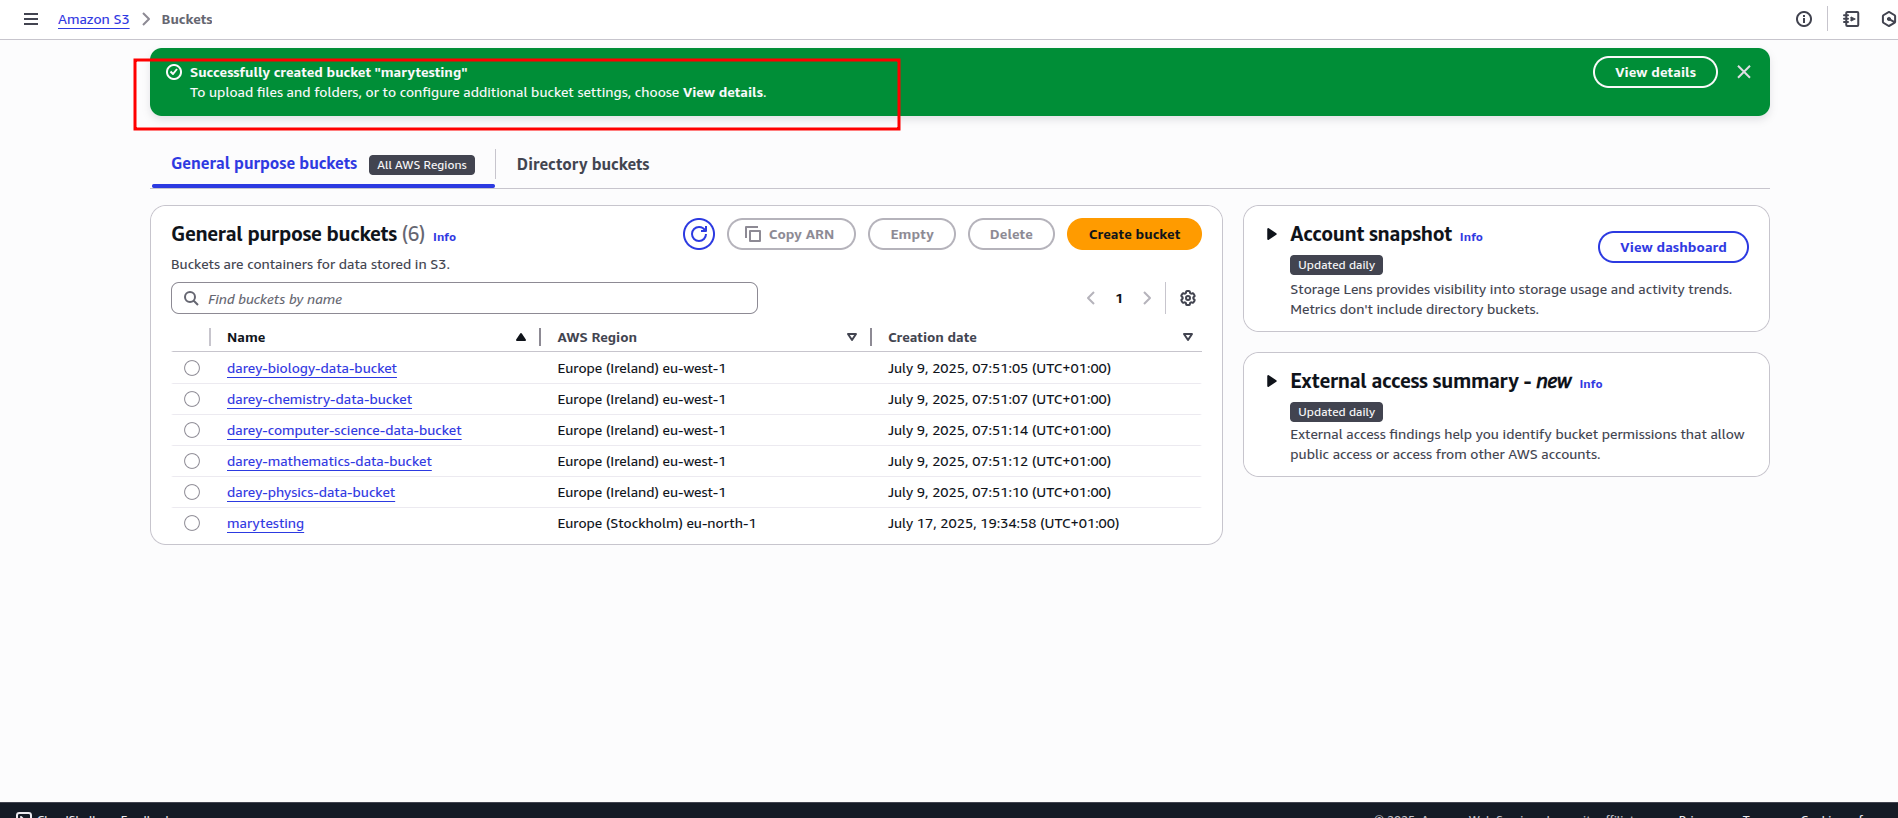 Amazon S3 > Buckets
Successfully created bucket "marytesting"
To upload files and folders, or to configure additional bucket settings, choose View details.
View details
General purpose buckets All AWS Regions Directory buckets
General purpose buckets (6) Info
Copy ARN Empty Delete Create bucket
Buckets are containers for data stored in S3.
Find buckets by name
1
Name AWS Region Creation date
darey-biology-data-bucket Europe (Ireland) eu-west-1 July 9, 2025, 07:51:05 (UTC+01:00)
darey-chemistry-data-bucket Europe (Ireland) eu-west-1 July 9, 2025, 07:51:07 (UTC+01:00)
darey-computer-science-data-bucket Europe (Ireland) eu-west-1 July 9, 2025, 07:51:14 (UTC+01:00)
darey-mathematics-data-bucket Europe (Ireland) eu-west-1 July 9, 2025, 07:51:12 (UTC+01:00)
darey-physics-data-bucket Europe (Ireland) eu-west-1 July 9, 2025, 07:51:10 (UTC+01:00)
marytesting Europe (Stockholm) eu-north-1 July 17, 2025, 19:34:58 (UTC+01:00)
Account snapshot Info
View dashboard
Updated daily
Storage Lens provides visibility into storage usage and activity trends.
Metrics don't include directory buckets.
External access summary - new Info
Updated daily
External access findings help you identify bucket permissions that allow
public access or access from other AWS accounts.